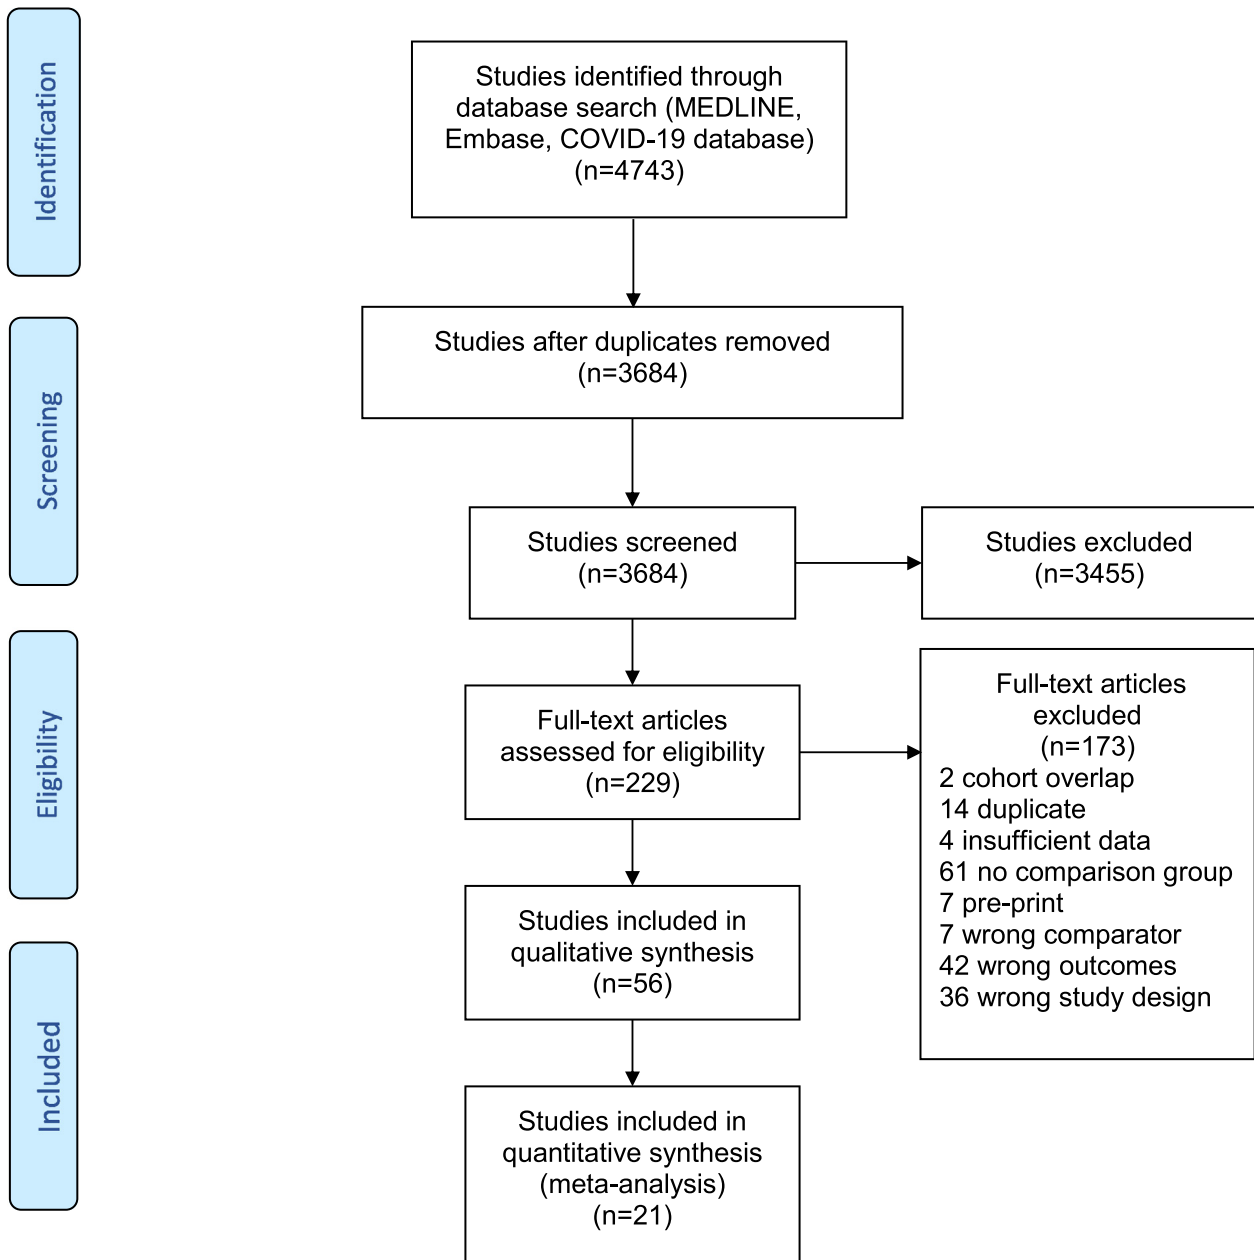 Identification
Studies identified through
database search (MEDLINE,
Embase, COVID-19 database)
(n=4743)
Screening
Studies after duplicates removed
(n=3684)
Studies screened
(n=3684)
Studies excluded
(n=3455)
Eligibility
Full-text articles
assessed for eligibility
(n=229)
Full-text articles
excluded
(n=173)
2 cohort overlap
14 duplicate
4 insufficient data
61 no comparison group
7 pre-print
7 wrong comparator
42 wrong outcomes
36 wrong study design
Studies included in
qualitative synthesis
(n=56)
Included
Studies included in
quantitative synthesis
(meta-analysis)
(n=21)